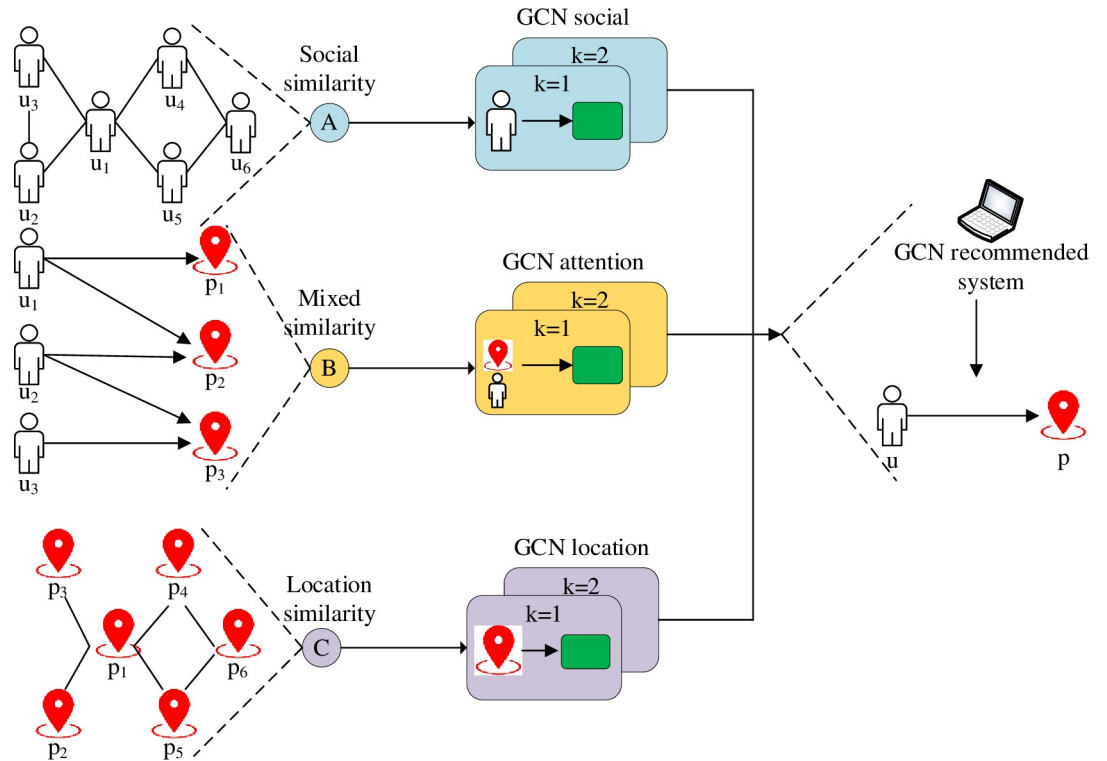 GCN social
k=2
k=1
Social
similarity
A
u3
u4
u1
u6
u2
u5
GCN attention
k=2
k=1
Mixed
similarity
B
u1
p1
u2
p2
u3
p3
GCN location
k=2
k=1
Location
similarity
C
p3
p4
p1
p6
p2
p5
GCN recommended
system
u
p